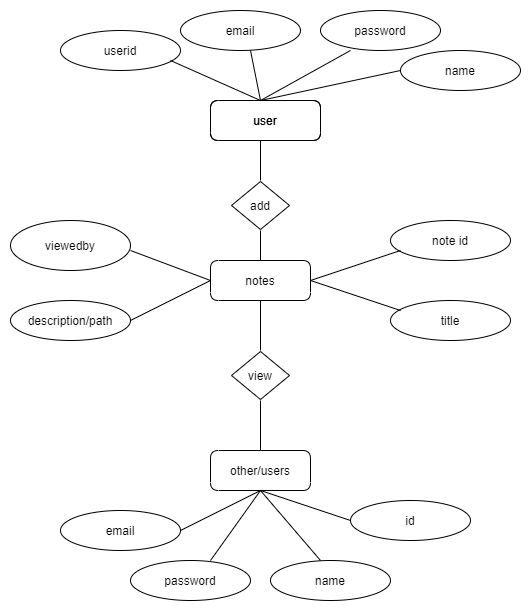 email
password
userid
name
user
add
viewedby
note id
notes
description/path
title
view
other/users
email
id
password
name